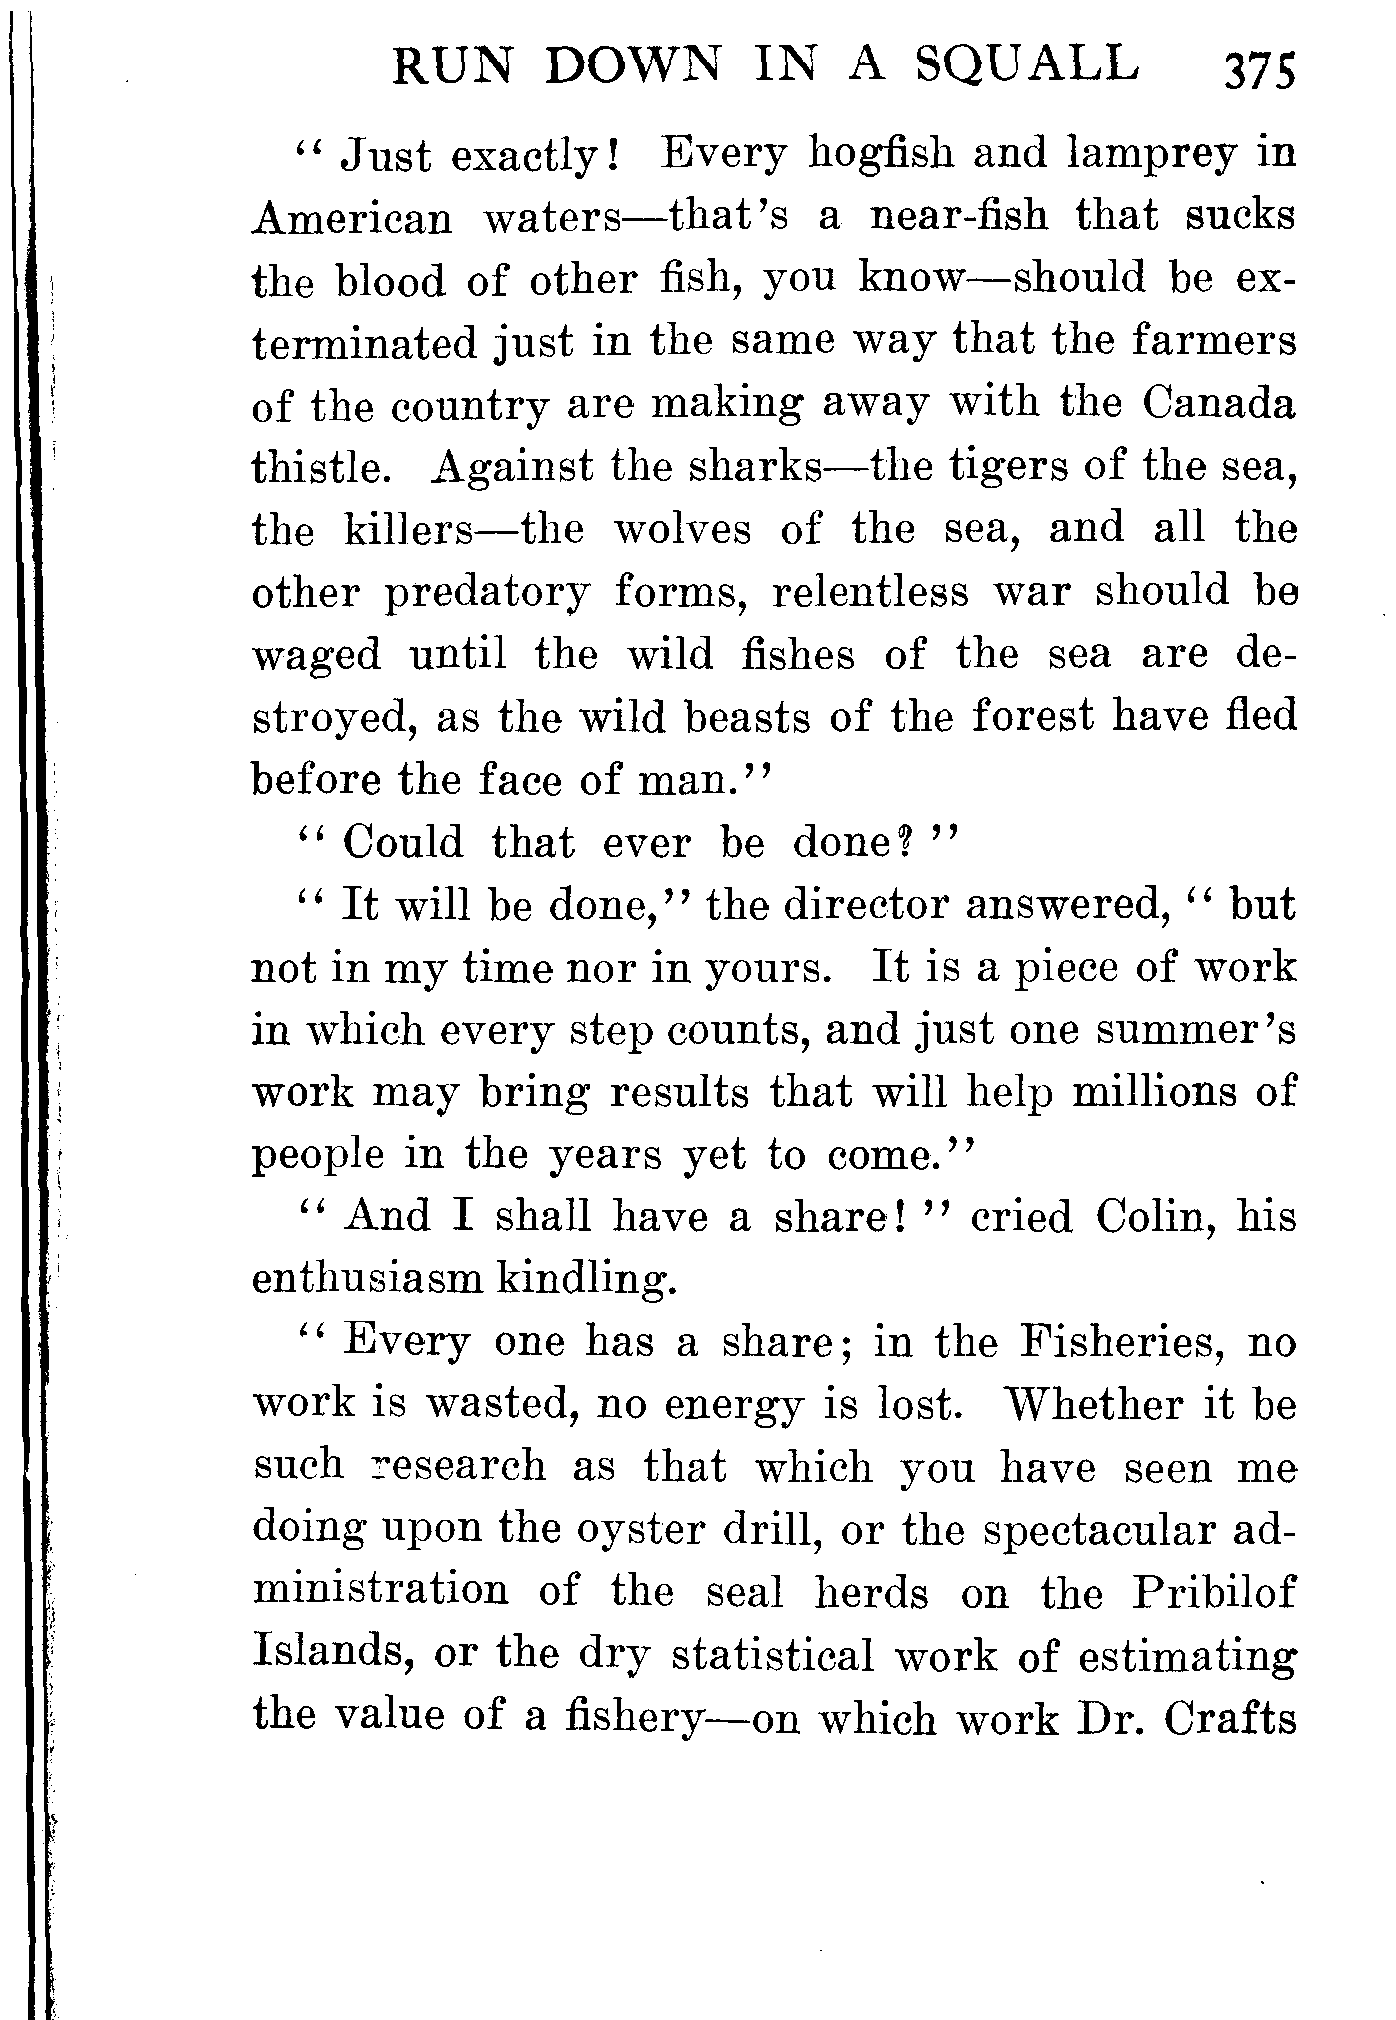 RUN DOWN IN A SQUALL 375
“ Just exactly! Every hogfish and lamprey in
American waters—that’s a near-fish that sucks
the blood of other fish, you know—should be ex-
terminated just in the same way that the farmers
of the country are making away with the Canada
thistle. Against the sharks—the tigers of the sea,
the killers—the wolves of the sea, and all the
other predatory forms, relentless war should be
waged until the wild fishes of the sea are de-
stroyed, as the wild beasts of the forest have fled
before the face of man.”
“ Could that ever be done? ”
“ It will be done,” the director answered, “ but
not in my time nor in yours. It is a piece of work
in which every step counts, and just one summer’s
work may bring results that will help millions of
people in the years yet to come.”
“ And I shall have a share! ” cried Colin, his
enthusiasm kindling.
“ Every one has a share; in the Fisheries, no
work is wasted, no energy is lost. Whether it be
such research as that which you have seen me
doing upon the oyster drill, or the spectacular ad-
ministration of the seal herds on the Pribilof
Islands, or the dry statistical work of estimating
the value of a fishery—on which work Dr. Crafts